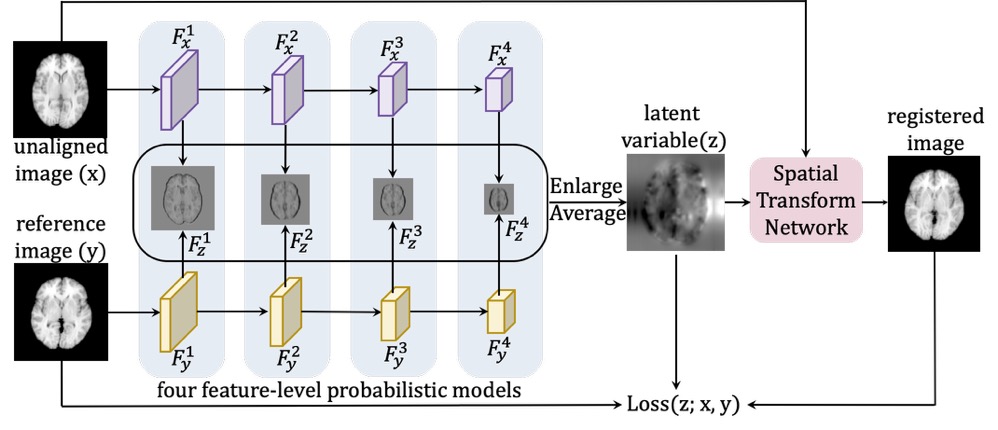 F_x^1
F_x^2
F_x^3
F_x^4
unaligned
image (x)
latent
variable(z)
registered
image
Enlarge
Average
Spatial
Transform
Network
reference
image (y)
F_z^1
F_z^2
F_z^3
F_z^4
F_y^1
F_y^2
F_y^3
F_y^4
four feature-level probabilistic models
Loss(z; x, y)